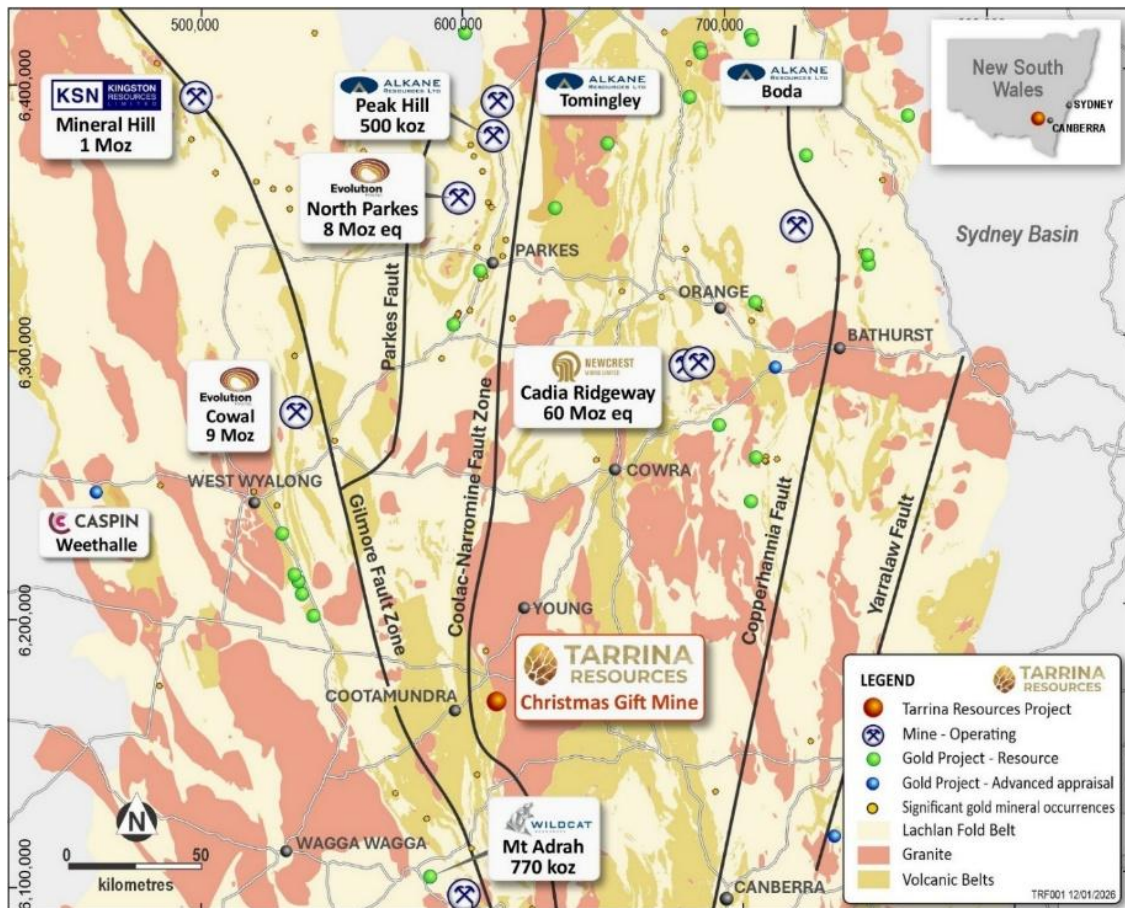 500,000
600,000
700,000
6,400,000
6,300,000
6,200,000
6,100,000
KSN KINGSTON
RESOURCES
LIMITED
Mineral Hill
1 Moz
ALKANE
RESOURCES LTD
Peak Hill
500 koz
ALKANE
RESOURCES LTD
Tomingley
ALKANE
RESOURCES LTD
Boda
New South
Wales
SYDNEY
CANBERRA
Evolution
North Parkes
8 Moz eq
PARKES
Sydney Basin
Parkes Fault
ORANGE
BATHURST
Evolution
Cowal
9 Moz
NEWCREST
Cadia Ridgeway
60 Moz eq
Coolac-Narromine Fault Zone
WEST WYALONG
COWRA
CASPIN
Weethalle
Gilmore Fault Zone
Copperhannia Fault
Yarralaw Fault
YOUNG
TARRINA
RESOURCES
Christmas Gift Mine
COOTAMUNDRA
WILDCAT
Mt Adrah
770 koz
WAGGA WAGGA
CANBERRA
N
0 50
kilometres
LEGEND
TARRINA
RESOURCES
Tarrina Resources Project
Mine - Operating
Gold Project - Resource
Gold Project - Advanced appraisal
Significant gold mineral occurrences
Lachlan Fold Belt
Granite
Volcanic Belts
TRF001 12/01/2026